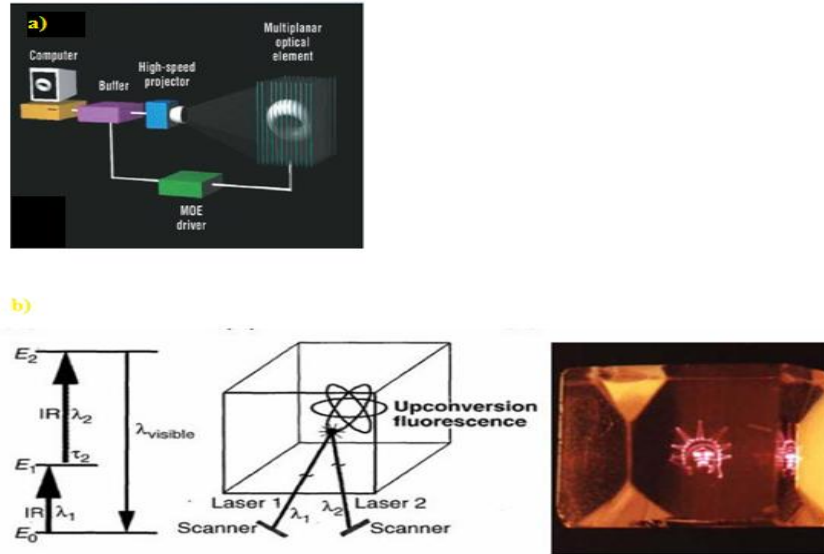 a)
Computer
Buffer
High-speed
projector
Multiplanar
optical
element
MOE
driver
b)
E₂
IR λ₂
λvisible
E₁ τ₂
IR λ₁
E₀
Upconversion
fluorescence
Laser 1 λ₁ λ₂ Laser 2
Scanner Scanner